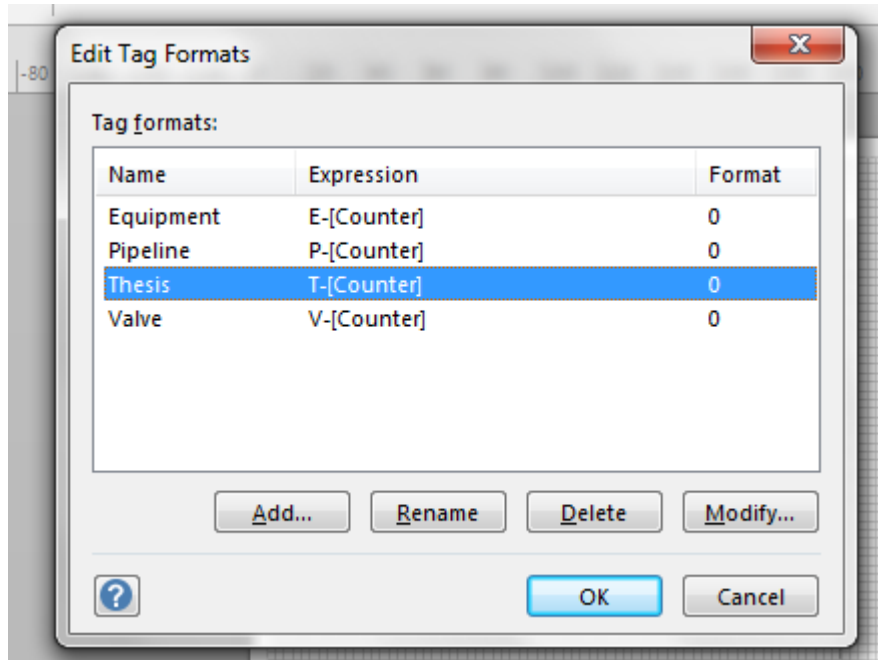 -80
Edit Tag Formats
Tag formats:
Name Expression Format
Equipment E-[Counter] 0
Pipeline P-[Counter] 0
Thesis T-[Counter] 0
Valve V-[Counter] 0
Add... Rename Delete Modify...
? OK Cancel